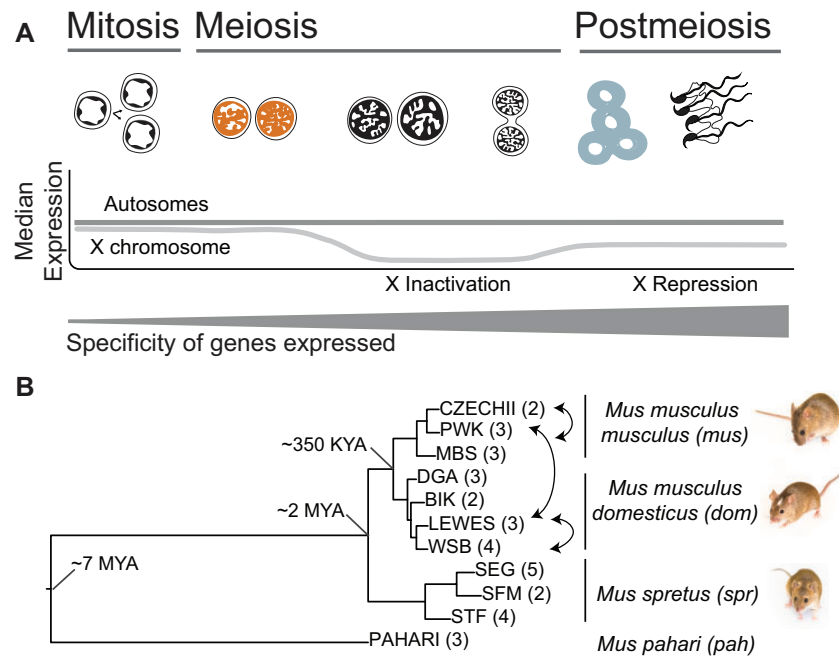 A
Mitosis Meiosis Postmeiosis
Median
Expression
Autosomes
X chromosome
X Inactivation X Repression
Specificity of genes expressed
B
CZECHII (2)
PWK (3)
MBS (3)
DGA (3)
BIK (2)
LEWES (3)
WSB (4)
SEG (5)
SFM (2)
STF (4)
PAHARI (3)
~350 KYA
~2 MYA
~7 MYA
Mus musculus
musculus (mus)
Mus musculus
domesticus (dom)
Mus spretus (spr)
Mus pahari (pah)